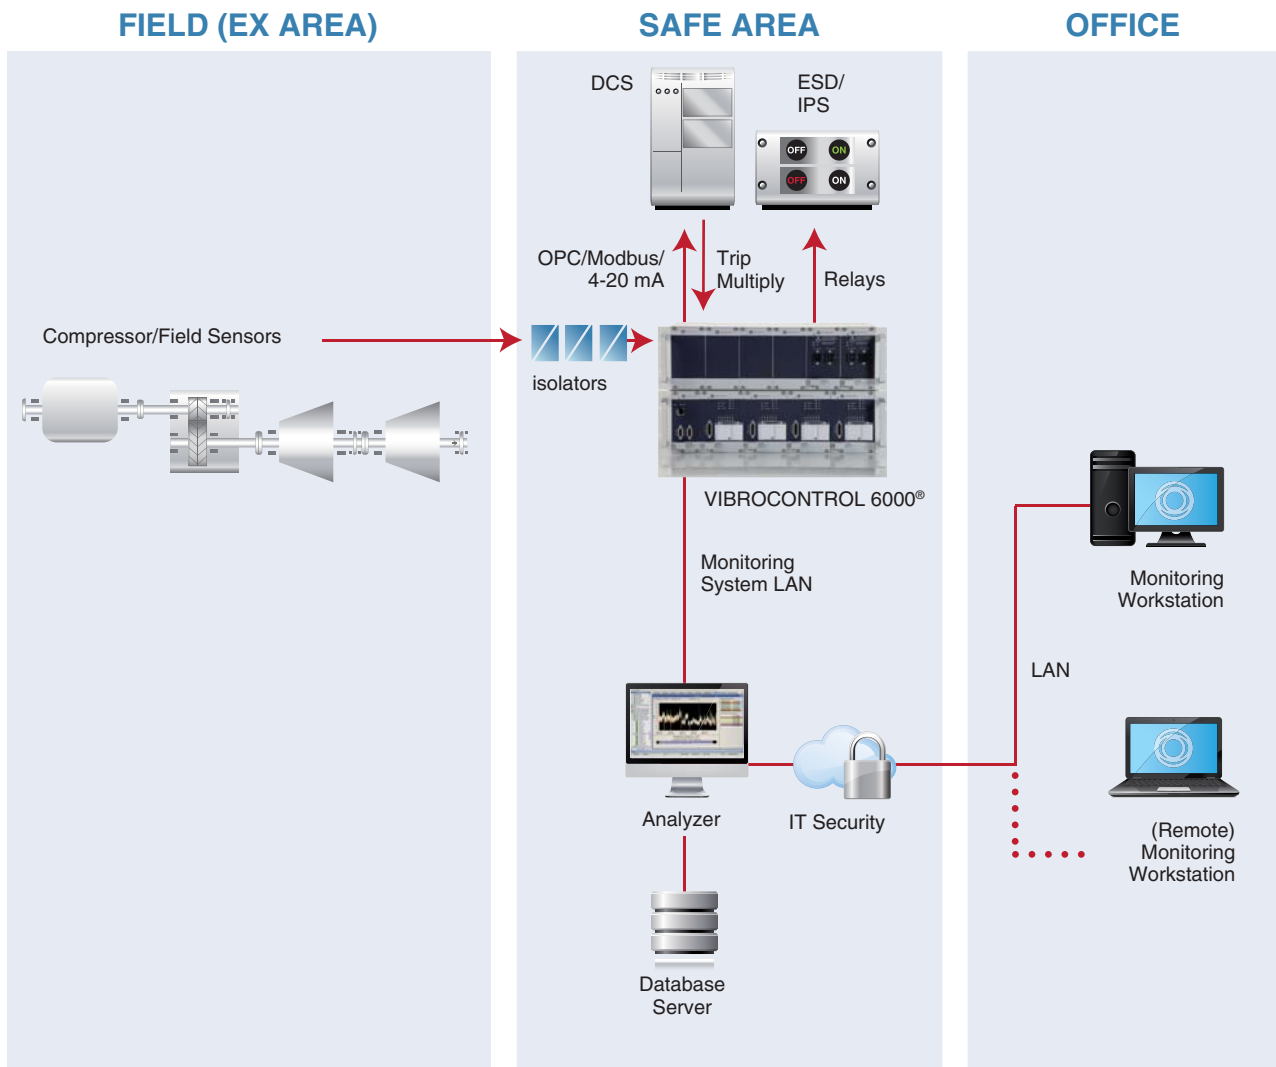 FIELD (EX AREA)
SAFE AREA
OFFICE
DCS
ESD/
IPS
OFF
ON
OFF
ON
OPC/Modbus/
4-20 mA
Trip
Multiply
Relays
Compressor/Field Sensors
isolators
VIBROCONTROL 6000®
Monitoring
System LAN
Monitoring
Workstation
LAN
Analyzer
IT Security
(Remote)
Monitoring
Workstation
Database
Server